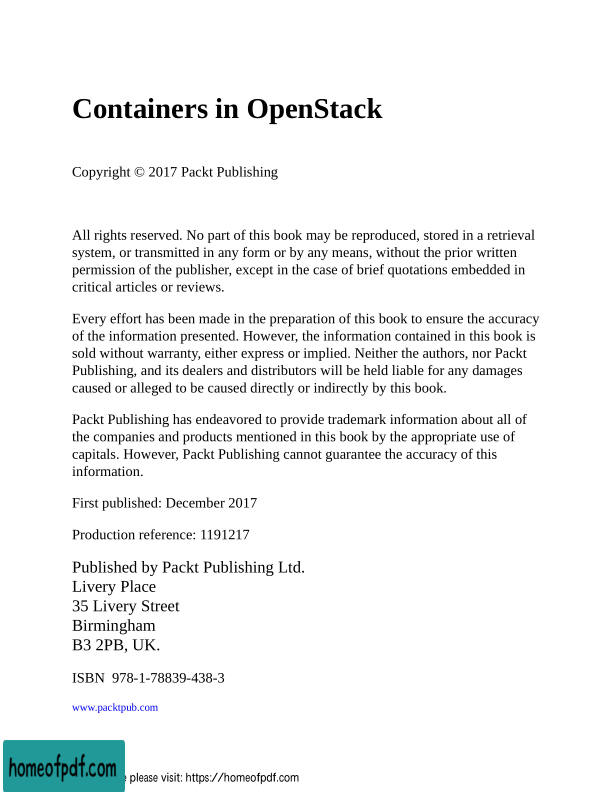 Containers in OpenStack
Copyright © 2017 Packt Publishing
All rights reserved. No part of this book may be reproduced, stored in a retrieval
system, or transmitted in any form or by any means, without the prior written
permission of the publisher, except in the case of brief quotations embedded in
critical articles or reviews.
Every effort has been made in the preparation of this book to ensure the accuracy
of the information presented. However, the information contained in this book is
sold without warranty, either express or implied. Neither the authors, nor Packt
Publishing, and its dealers and distributors will be held liable for any damages
caused or alleged to be caused directly or indirectly by this book.
Packt Publishing has endeavored to provide trademark information about all of
the companies and products mentioned in this book by the appropriate use of
capitals. However, Packt Publishing cannot guarantee the accuracy of this
information.
First published: December 2017
Production reference: 1191217
Published by Packt Publishing Ltd.
Livery Place
35 Livery Street
Birmingham
B3 2PB, UK.
ISBN 978-1-78839-438-3
www.packtpub.com
homeofpdf.com
please visit: https://homeofpdf.com